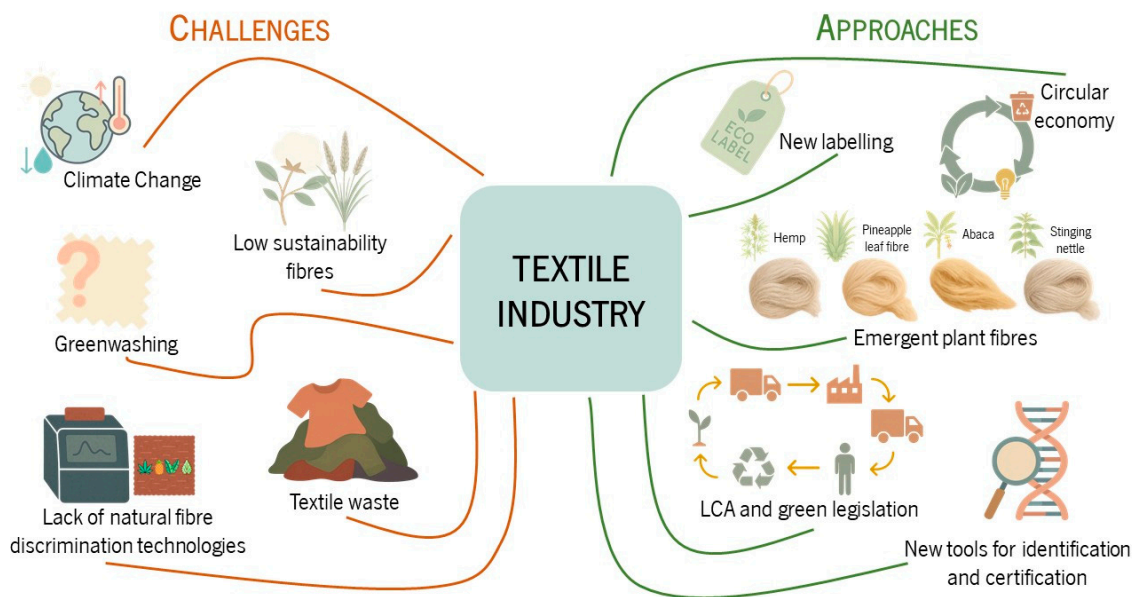 CHALLENGES
Climate Change
Low sustainability
fibres
Greenwashing
Textile waste
Lack of natural fibre
discrimination technologies
TEXTILE
INDUSTRY
APPROACHES
Circular
economy
ECO
LABEL
New labelling
Hemp
Pineapple
leaf fibre
Abaca
Stinging
nettle
Emergent plant fibres
LCA and green legislation
New tools for identification
and certification